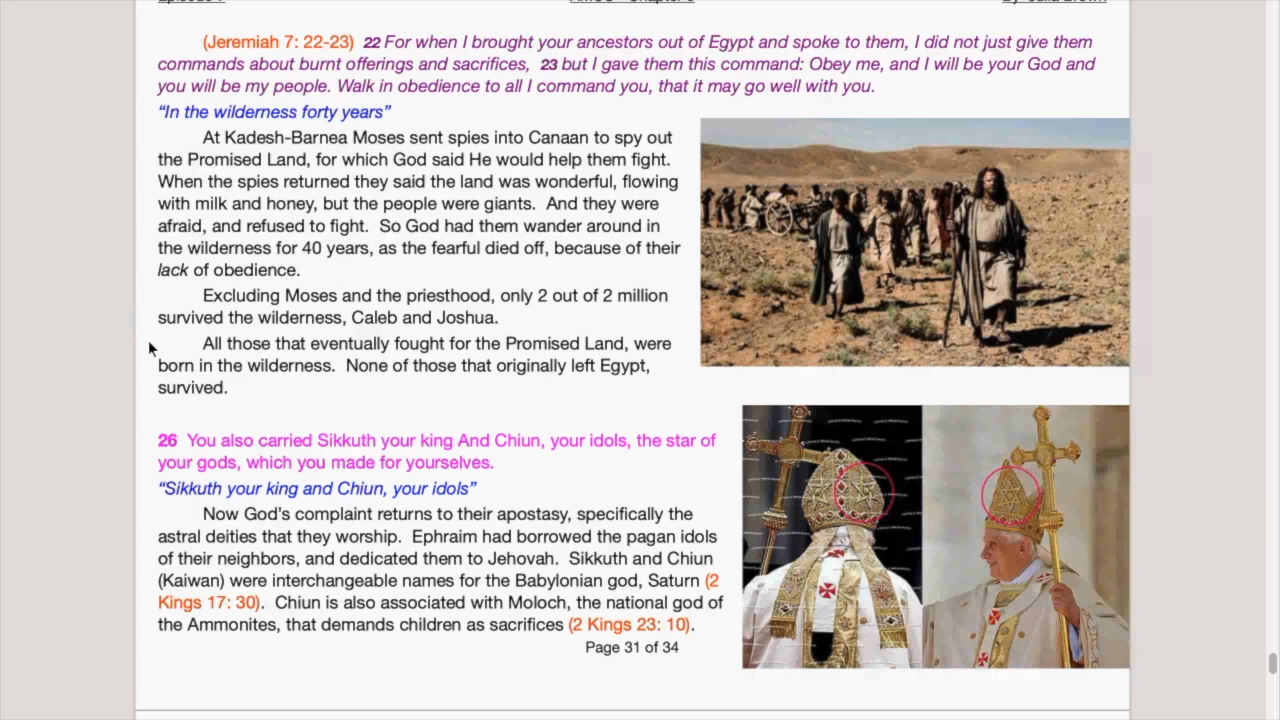 (Jeremiah 7: 22-23) 22 For when I brought your ancestors out of Egypt and spoke to them, I did not just give them
commands about burnt offerings and sacrifices, 23 but I gave them this command: Obey me, and I will be your God and
you will be my people. Walk in obedience to all I command you, that it may go well with you.
“In the wilderness forty years”
At Kadesh-Barnea Moses sent spies into Canaan to spy out
the Promised Land, for which God said He would help them fight.
When the spies returned they said the land was wonderful, flowing
with milk and honey, but the people were giants. And they were
afraid, and refused to fight. So God had them wander around in
the wilderness for 40 years, as the fearful died off, because of their
lack of obedience.
Excluding Moses and the priesthood, only 2 out of 2 million
survived the wilderness, Caleb and Joshua.
All those that eventually fought for the Promised Land, were
born in the wilderness. None of those that originally left Egypt,
survived.
26 You also carried Sikkuth your king And Chiun, your idols, the star of
your gods, which you made for yourselves.
“Sikkuth your king and Chiun, your idols”
Now God’s complaint returns to their apostasy, specifically the
astral deities that they worship. Ephraim had borrowed the pagan idols
of their neighbors, and dedicated them to Jehovah. Sikkuth and Chiun
(Kaiwan) were interchangeable names for the Babylonian god, Saturn (2
Kings 17: 30). Chiun is also associated with Moloch, the national god of
the Ammonites, that demands children as sacrifices (2 Kings 23: 10).
Page 31 of 34